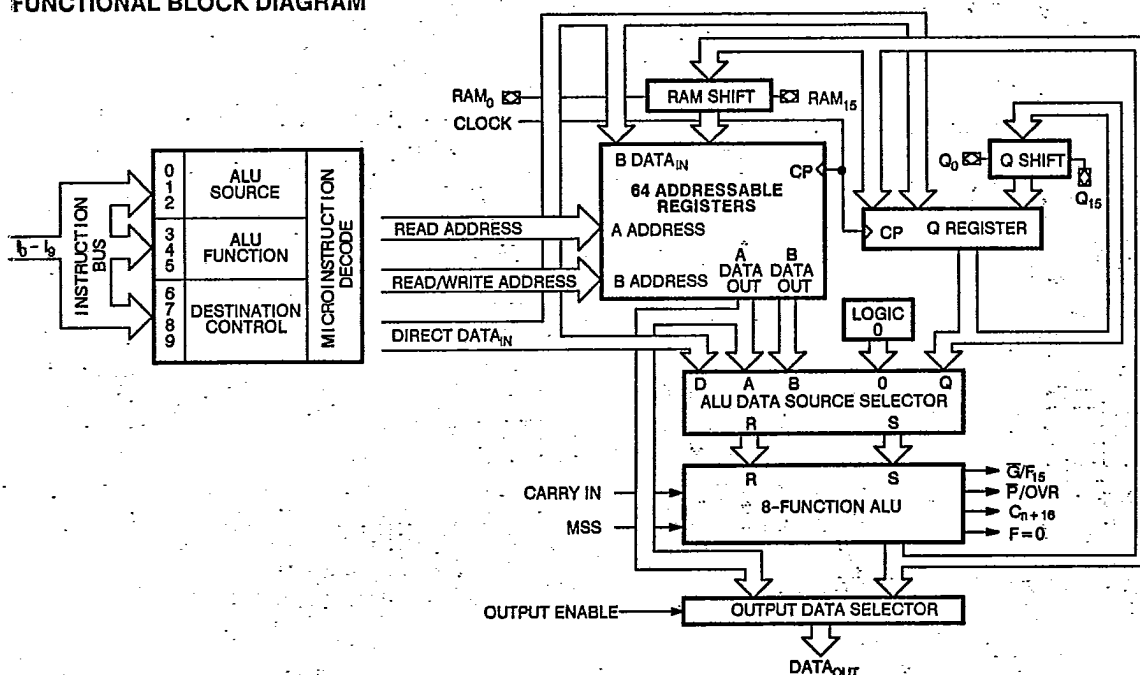 FUNCTIONAL BLOCK DIAGRAM
RAM0
RAM SHIFT
RAM15
CLOCK
Q0
Q SHIFT
Q15
INSTRUCTION BUS
I0 - I9
0
1
2
ALU
SOURCE
3
4
5
ALU
FUNCTION
6
7
8
9
DESTINATION
CONTROL
MICROINSTRUCTION
DECODE
READ ADDRESS
READ/WRITE ADDRESS
DIRECT DATAIN
B DATAIN
CP
64 ADDRESSABLE
REGISTERS
A ADDRESS
B ADDRESS
A
DATA
OUT
B
DATA
OUT
CP
Q REGISTER
LOGIC
0
D A B 0 Q
ALU DATA SOURCE SELECTOR
R S
R S
8-FUNCTION ALU
CARRY IN
MSS
G̅/F15
P̅/OVR
Cn+16
F=0
OUTPUT ENABLE
OUTPUT DATA SELECTOR
DATAOUT